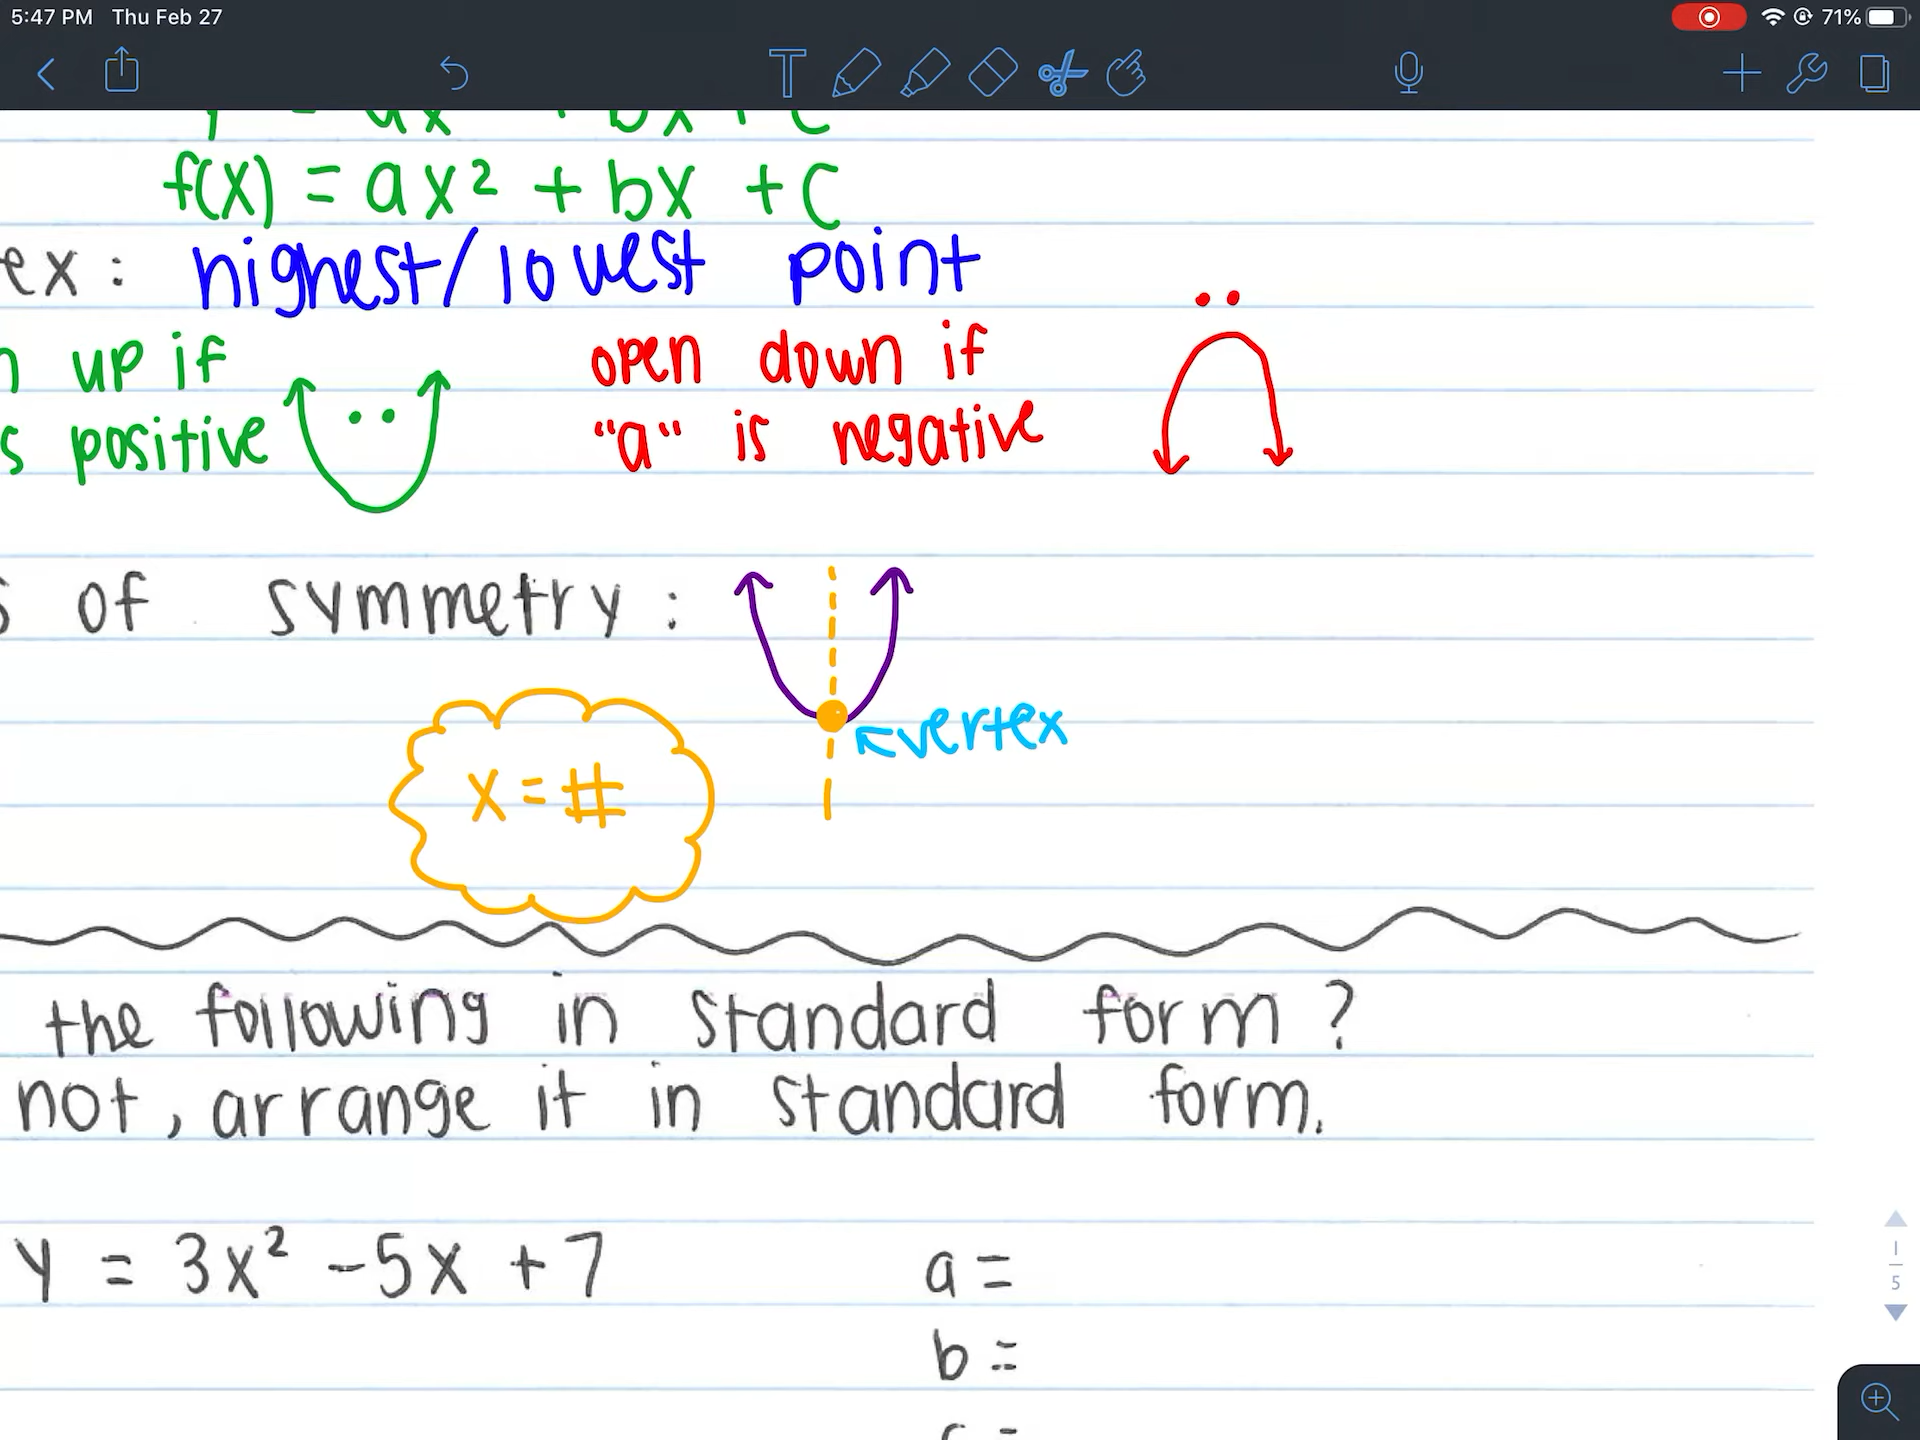 5:47 PM Thu Feb 27
71%
f(x) = ax² + bx + c
ex: highest/lowest point
up if
open down if
s positive
"a" is negative
of symmetry:
vertex
x = #
the following in standard form?
not, arrange it in standard form.
y = 3x² - 5x + 7
a =
b =
1
5